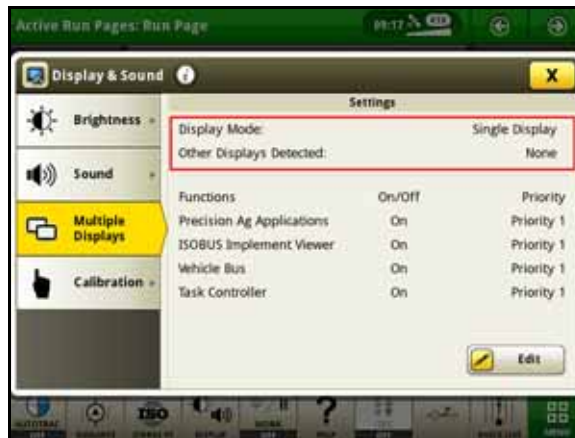 Active Run Pages: Run Page
09:17
Display & Sound
X
Settings
Brightness
Display Mode: Single Display
Other Displays Detected: None
Sound
Functions On/Off Priority
Multiple Displays
Precision Ag Applications On Priority 1
ISOBUS Implement Viewer On Priority 1
Vehicle Bus On Priority 1
Calibration
Task Controller On Priority 1
Edit
ISO
?
MENU